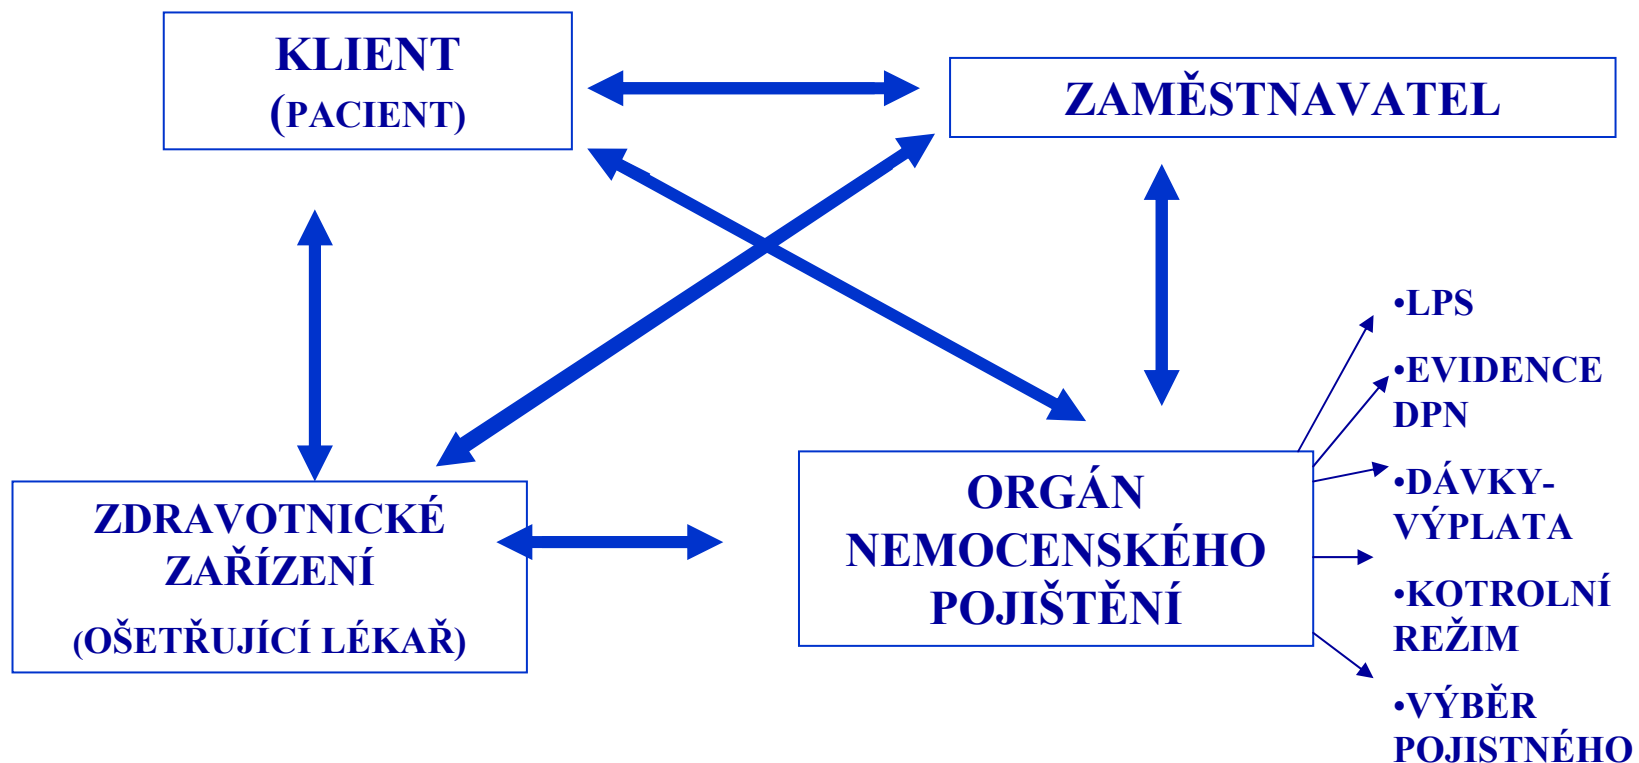 KLIENT
(PACIENT)
ZAMĚSTNAVATEL
ZDRAVOTNICKÉ
ZAŘÍZENÍ
(OŠETŘUJÍCÍ LÉKAŘ)
ORGÁN
NEMOCENSKÉHO
POJIŠTĚNÍ
•LPS
•EVIDENCE
DPN
•DÁVKY-
VÝPLATA
•KOTROLNÍ
REŽIM
•VÝBĚR
POJISTNÉHO